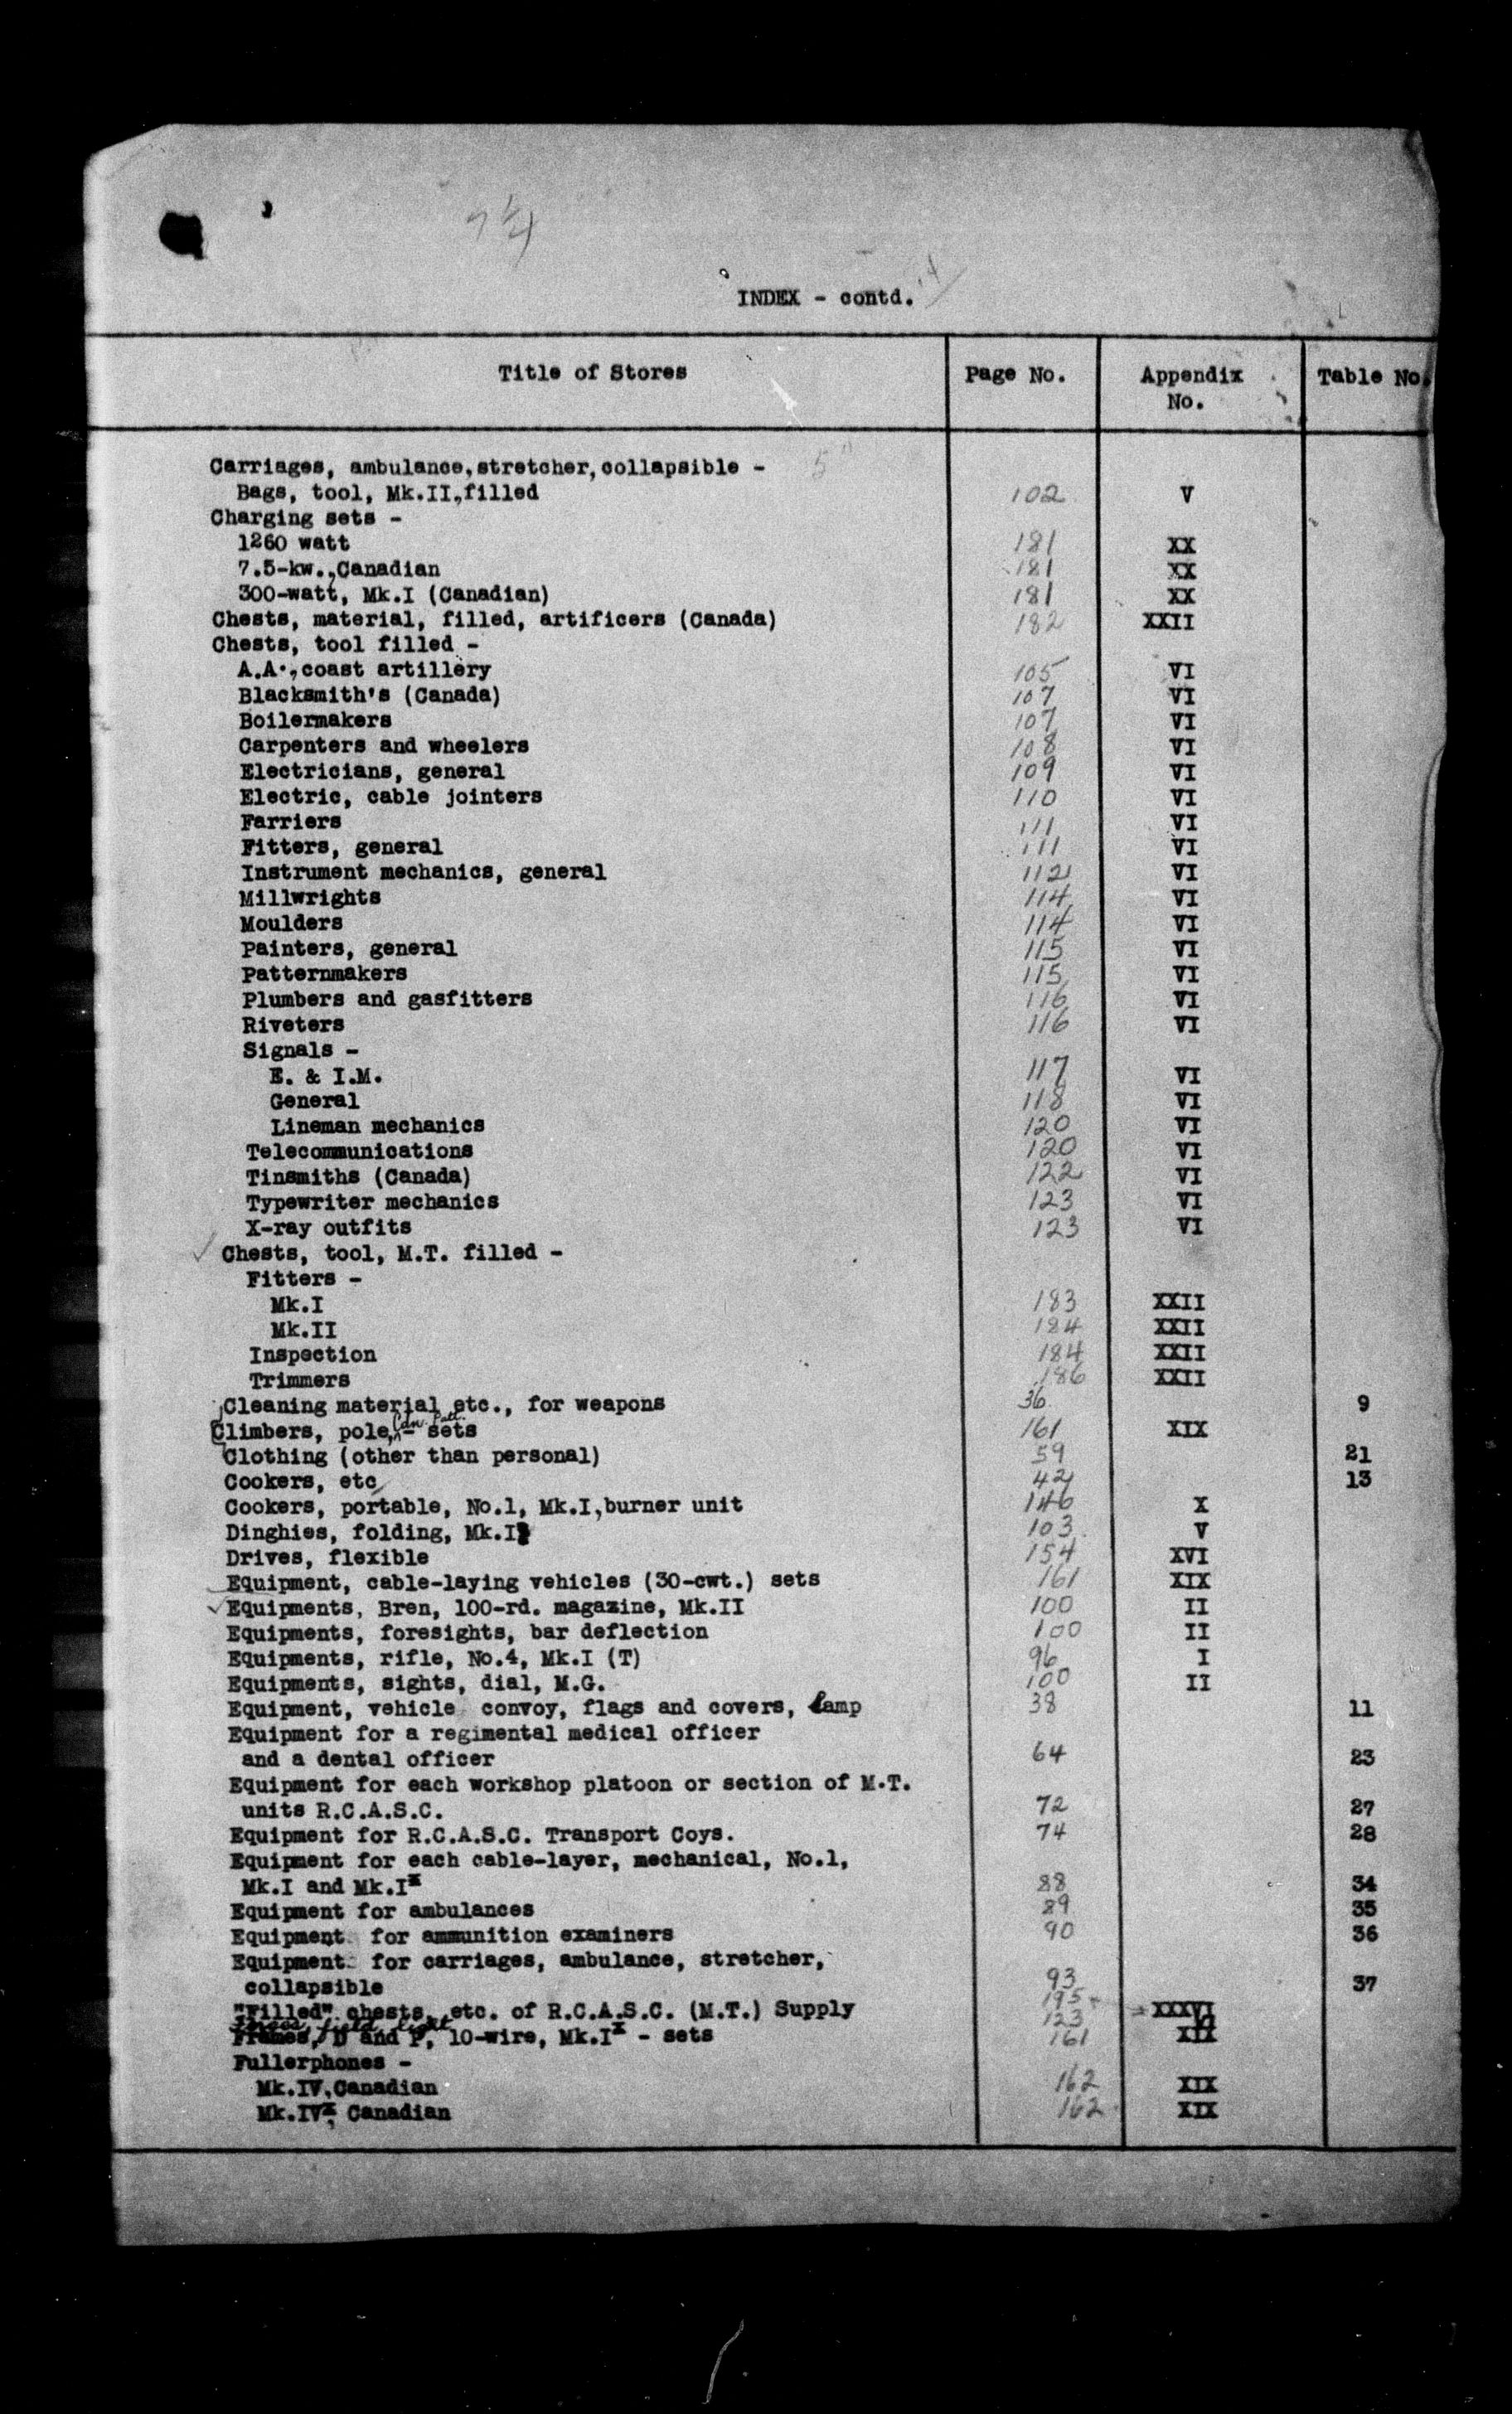 INDEX - contd.
Title of Stores Page No. Appendix No. Table No.
Carriages, ambulance, stretcher, collapsible -
Bags, tool, Mk.II, filled 102 V
Charging sets -
1260 watt 181 XX
7.5-kw., Canadian 181 XX
300-watt, Mk.I (Canadian) 181 XX
Chests, material, filled, artificers (Canada) 182 XXII
Chests, tool filled -
A.A., coast artillery 105 VI
Blacksmith's (Canada) 107 VI
Boilermakers 107 VI
Carpenters and wheelers 108 VI
Electricians, general 109 VI
Electric, cable jointers 110 VI
Farriers 111 VI
Fitters, general 111 VI
Instrument mechanics, general 112 VI
Millwrights 114 VI
Moulders 114 VI
Painters, general 115 VI
Patternmakers 115 VI
Plumbers and gasfitters 116 VI
Riveters 116 VI
Signals -
E. & I.M. 117 VI
General 118 VI
Lineman mechanics 120 VI
Telecommunications 120 VI
Tinsmiths (Canada) 122 VI
Typewriter mechanics 123 VI
X-ray outfits 123 VI
✓ Chests, tool, M.T. filled -
Fitters -
Mk.I 183 XXII
Mk.II 184 XXII
Inspection 184 XXII
Trimmers 186 XXII
Cleaning material etc., for weapons 36 9
Climbers, pole, Can. Patt. - sets 161 XIX
Clothing (other than personal) 59 21
Cookers, etc 42 13
Cookers, portable, No.1, Mk.I, burner unit 146 X
Dinghies, folding, Mk.I 103 V
Drives, flexible 154 XVI
Equipment, cable-laying vehicles (30-cwt.) sets 161 XIX
✓ Equipments, Bren, 100-rd. magazine, Mk.II 100 II
Equipments, foresights, bar deflection 100 II
Equipments, rifle, No.4, Mk.I (T) 96 I
Equipments, sights, dial, M.G. 100 II
Equipment, vehicle convoy, flags and covers, lamp 38 11
Equipment for a regimental medical officer
and a dental officer 64 23
Equipment for each workshop platoon or section of M.T.
units R.C.A.S.C. 72 27
Equipment for R.C.A.S.C. Transport Coys. 74 28
Equipment for each cable-layer, mechanical, No.1,
Mk.I and Mk.Iˣ 88 34
Equipment for ambulances 89 35
Equipment for ammunition examiners 90 36
Equipment for carriages, ambulance, stretcher,
collapsible 93 37
"Filled" chests, etc. of R.C.A.S.C. (M.T.) Supply 195 XXXVI
field light 123 VI
Frames, D and P, 10-wire, Mk.Iˣ - sets 161 XIX
Fullerphones -
Mk.IV, Canadian 162 XIX
Mk.IVˣ, Canadian 162 XIX